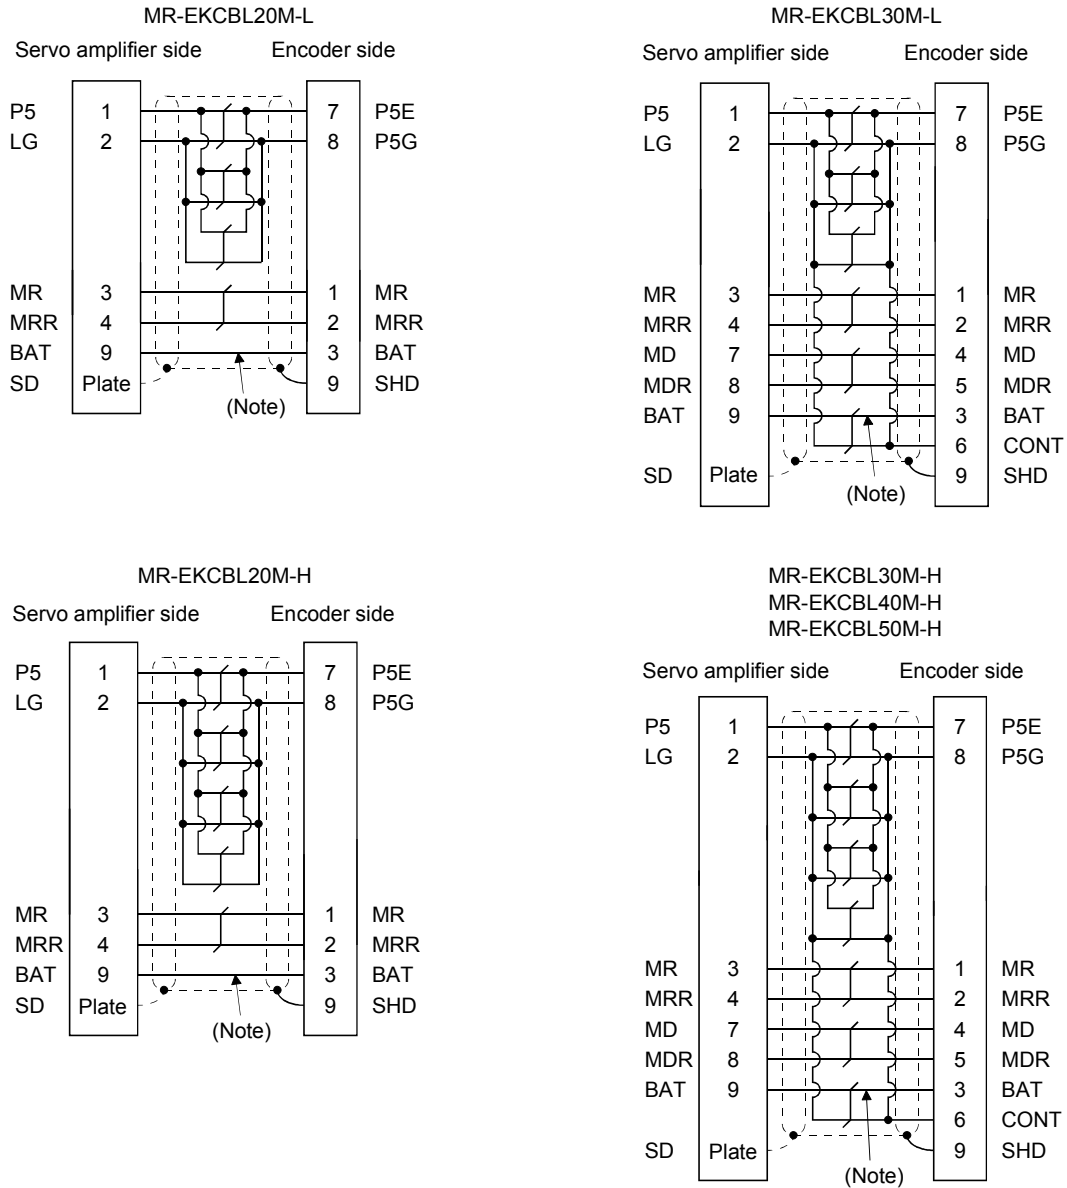 MR-EKCBL20M-L
Servo amplifier side Encoder side
P5 1 7 P5E
LG 2 8 P5G
MR 3 1 MR
MRR 4 2 MRR
BAT 9 3 BAT
SD Plate 9 SHD
(Note)
MR-EKCBL30M-L
Servo amplifier side Encoder side
P5 1 7 P5E
LG 2 8 P5G
MR 3 1 MR
MRR 4 2 MRR
MD 7 4 MD
MDR 8 5 MDR
BAT 9 3 BAT
6 CONT
SD Plate 9 SHD
(Note)
MR-EKCBL20M-H
Servo amplifier side Encoder side
P5 1 7 P5E
LG 2 8 P5G
MR 3 1 MR
MRR 4 2 MRR
BAT 9 3 BAT
SD Plate 9 SHD
(Note)
MR-EKCBL30M-H
MR-EKCBL40M-H
MR-EKCBL50M-H
Servo amplifier side Encoder side
P5 1 7 P5E
LG 2 8 P5G
MR 3 1 MR
MRR 4 2 MRR
MD 7 4 MD
MDR 8 5 MDR
BAT 9 3 BAT
6 CONT
SD Plate 9 SHD
(Note)